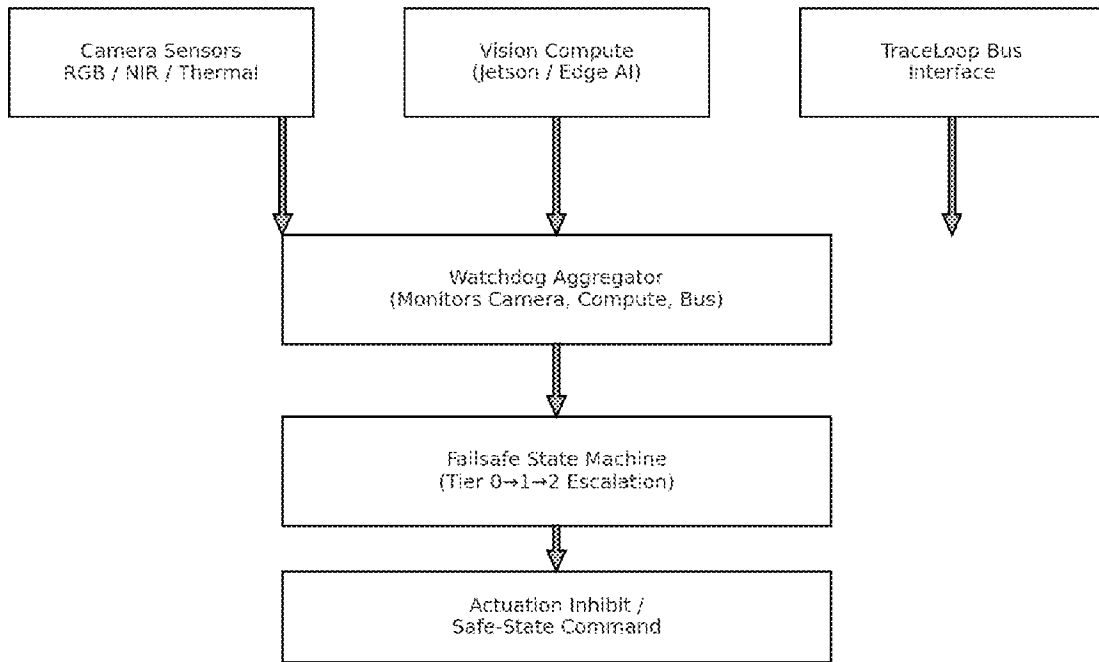 Camera Sensors
RGB / NIR / Thermal
Vision Compute
(Jetson / Edge AI)
TraceLoop Bus
Interface
Watchdog Aggregator
(Monitors Camera, Compute, Bus)
Failsafe State Machine
(Tier 0→1→2 Escalation)
Actuation Inhibit /
Safe-State Command